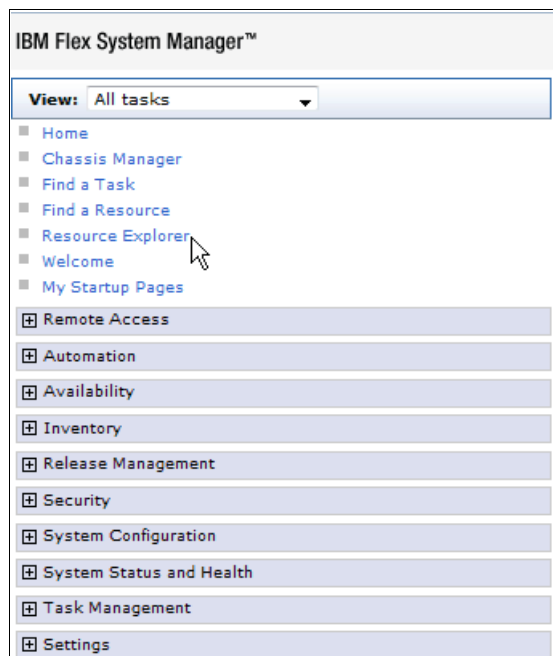 IBM Flex System Manager™
View: All tasks
Home
Chassis Manager
Find a Task
Find a Resource
Resource Explorer
Welcome
My Startup Pages
Remote Access
Automation
Availability
Inventory
Release Management
Security
System Configuration
System Status and Health
Task Management
Settings